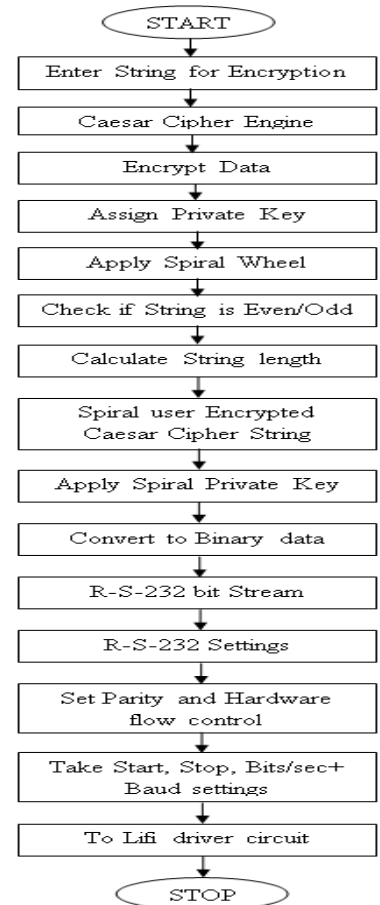 START
Enter String for Encryption
Caesar Cipher Engine
Encrypt Data
Assign Private Key
Apply Spiral Wheel
Check if String is Even/Odd
Calculate String length
Spiral user Encrypted
Caesar Cipher String
Apply Spiral Private Key
Convert to Binary data
R-S-232 bit Stream
R-S-232 Settings
Set Parity and Hardware
flow control
Take Start, Stop, Bits/sec+
Baud settings
To Lifi driver circuit
STOP